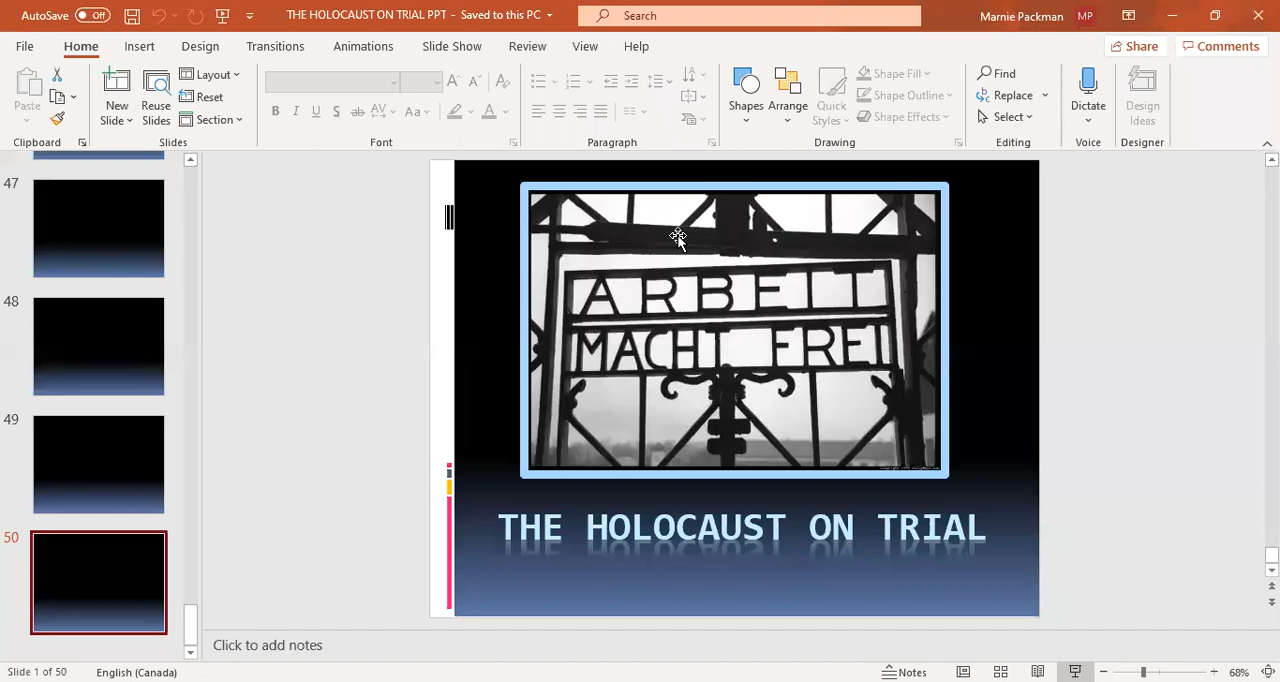 AutoSave Off THE HOLOCAUST ON TRIAL PPT - Saved to this PC Search Marnie Packman MP
File Home Insert Design Transitions Animations Slide Show Review View Help Share Comments
Paste New Slide Reuse Slides Layout Reset Section Shapes Arrange Quick Styles Shape Fill Shape Outline Shape Effects Find Replace Select Dictate Design Ideas
Clipboard Slides Font Paragraph Drawing Editing Voice Designer
47
48
49
50
ARBEIT
MACHT FREI
THE HOLOCAUST ON TRIAL
Click to add notes
Slide 1 of 50 English (Canada) Notes 68%